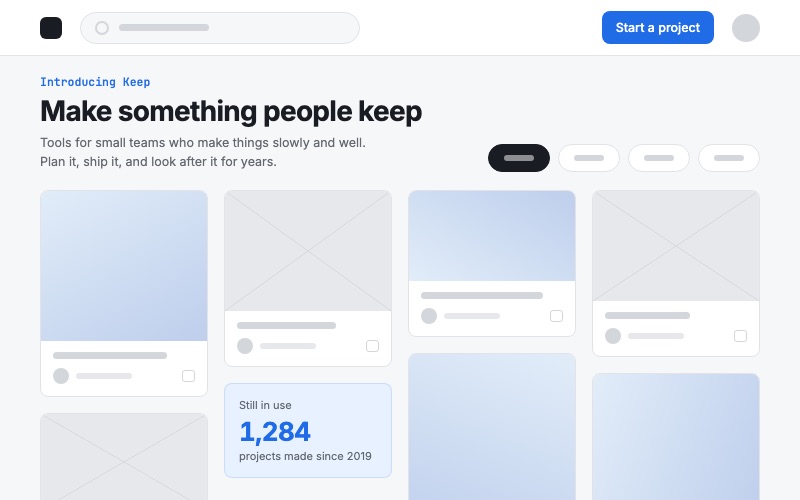 Start a project
Introducing Keep
Make something people keep
Tools for small teams who make things slowly and well.
Plan it, ship it, and look after it for years.
Still in use
1,284
projects made since 2019